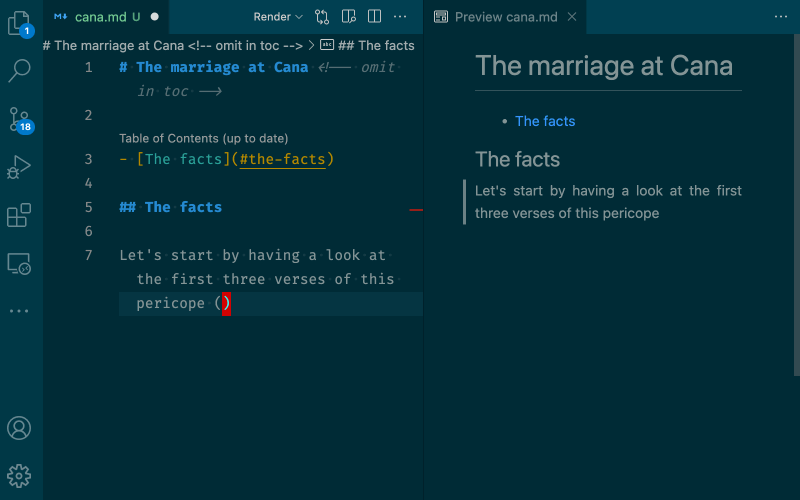 cana.md U
Render
Preview cana.md
1
# The marriage at Cana <!-- omit in toc --> > ## The facts
1 # The marriage at Cana <!-- omit
in toc -->
2
Table of Contents (up to date)
3 - [The facts](#the-facts)
4
5 ## The facts
6
7 Let's start by having a look at
the first three verses of this
pericope ()
18
The marriage at Cana
• The facts
The facts
Let's start by having a look at the first
three verses of this pericope